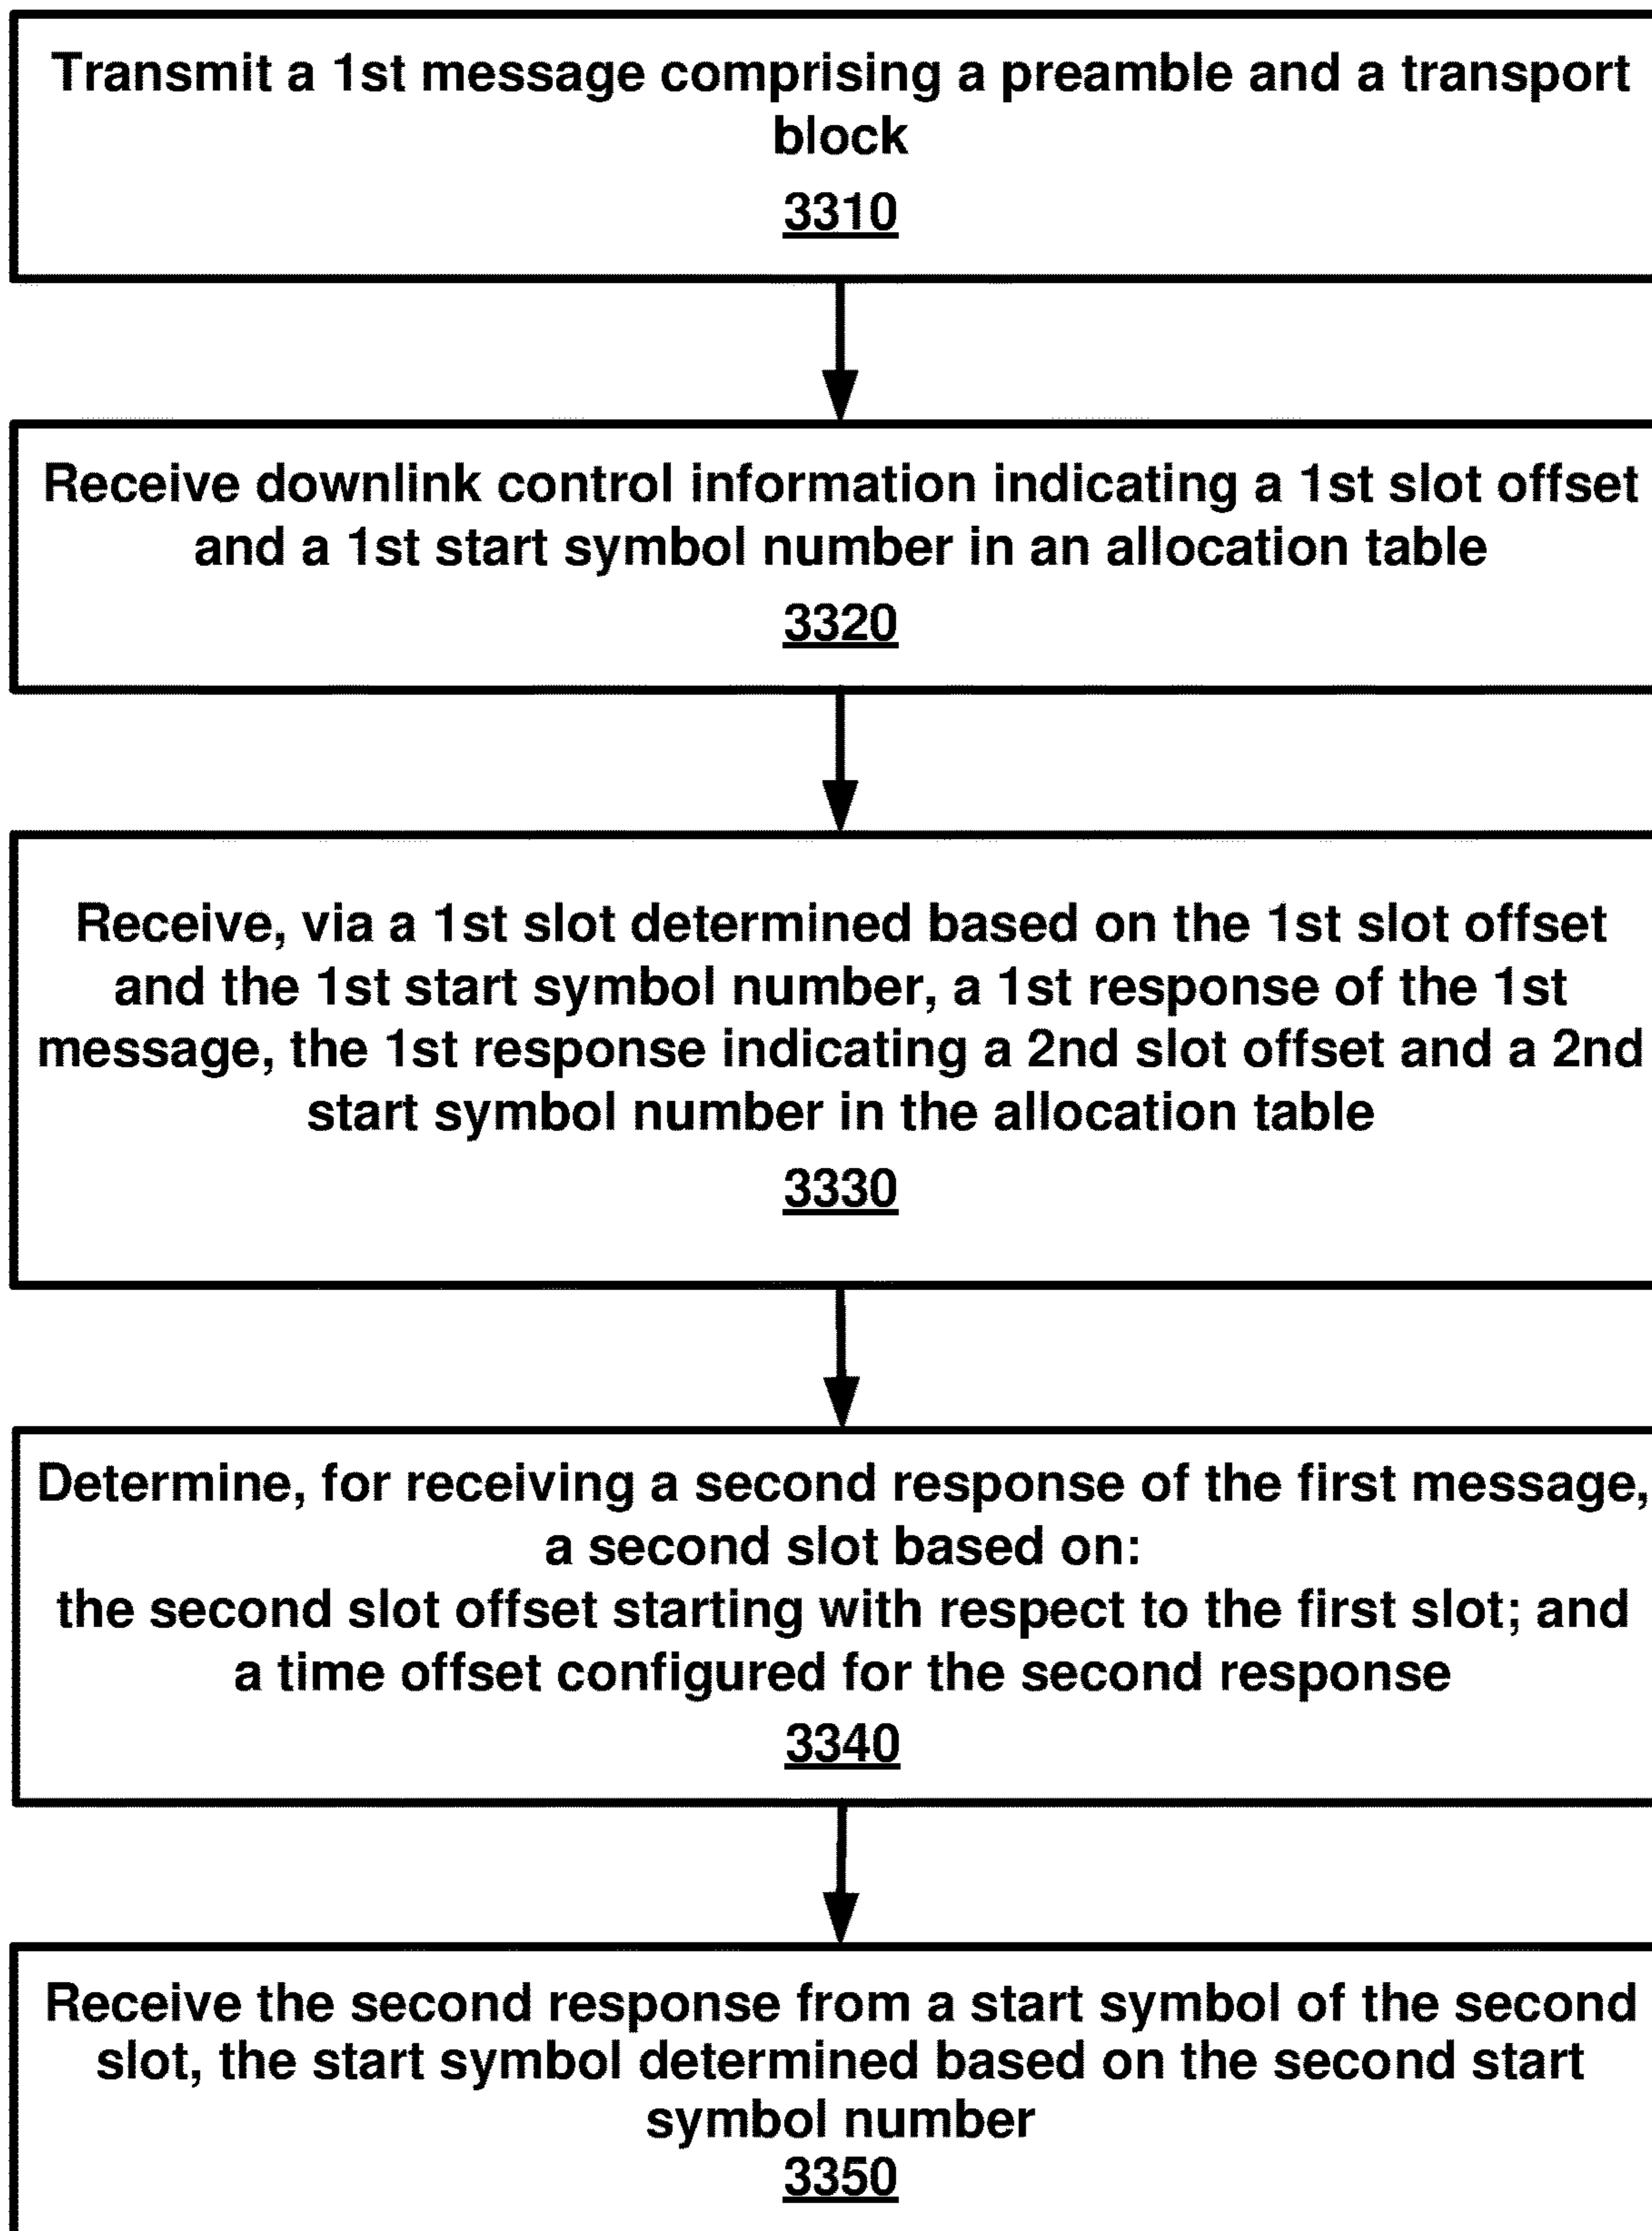 Transmit a 1st message comprising a preamble and a transport
block
3310
Receive downlink control information indicating a 1st slot offset
and a 1st start symbol number in an allocation table
3320
Receive, via a 1st slot determined based on the 1st slot offset
and the 1st start symbol number, a 1st response of the 1st
message, the 1st response indicating a 2nd slot offset and a 2nd
start symbol number in the allocation table
3330
Determine, for receiving a second response of the first message,
a second slot based on:
the second slot offset starting with respect to the first slot; and
a time offset configured for the second response
3340
Receive the second response from a start symbol of the second
slot, the start symbol determined based on the second start
symbol number
3350